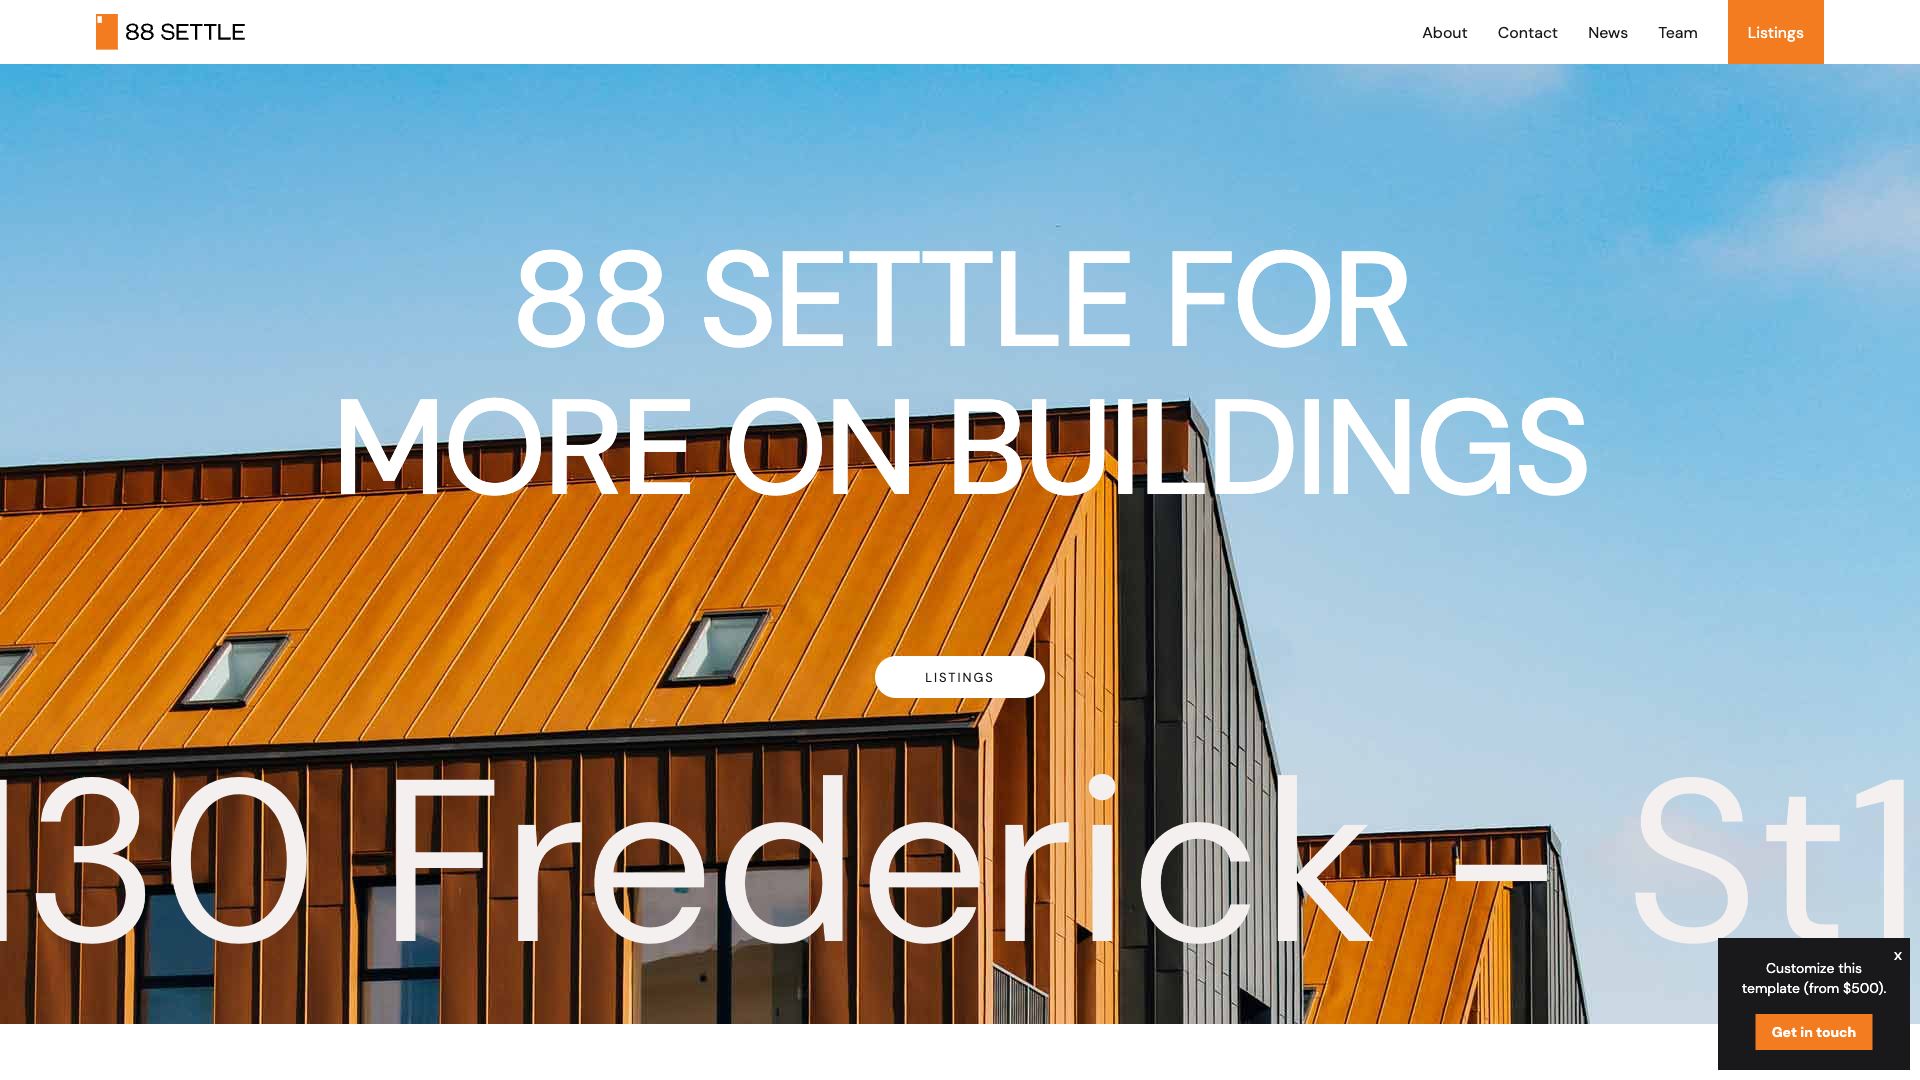 88 SETTLE
About
Contact
News
Team
Listings
88 SETTLE FOR
MORE ON BUILDINGS
LISTINGS
30 Frederick – St1
x
Customize this
template (from $500).
Get in touch